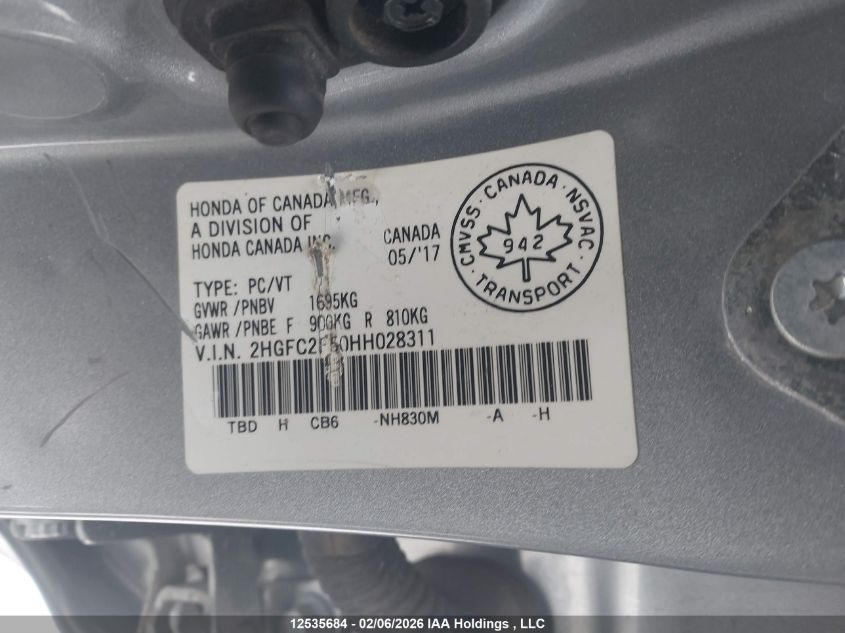 HONDA OF CANADA MFG.,
A DIVISION OF
HONDA CANADA INC.
CANADA
05/'17
CMVSS · CANADA · NSVAC
942
· TRANSPORT ·
TYPE: PC/VT
GVWR /PNBV 1695KG
GAWR /PNBE F 900KG R 810KG
V.I.N. 2HGFC2F50HH028311
TBD H CB6 -NH830M -A -H
12535684 - 02/06/2026 IAA Holdings , LLC